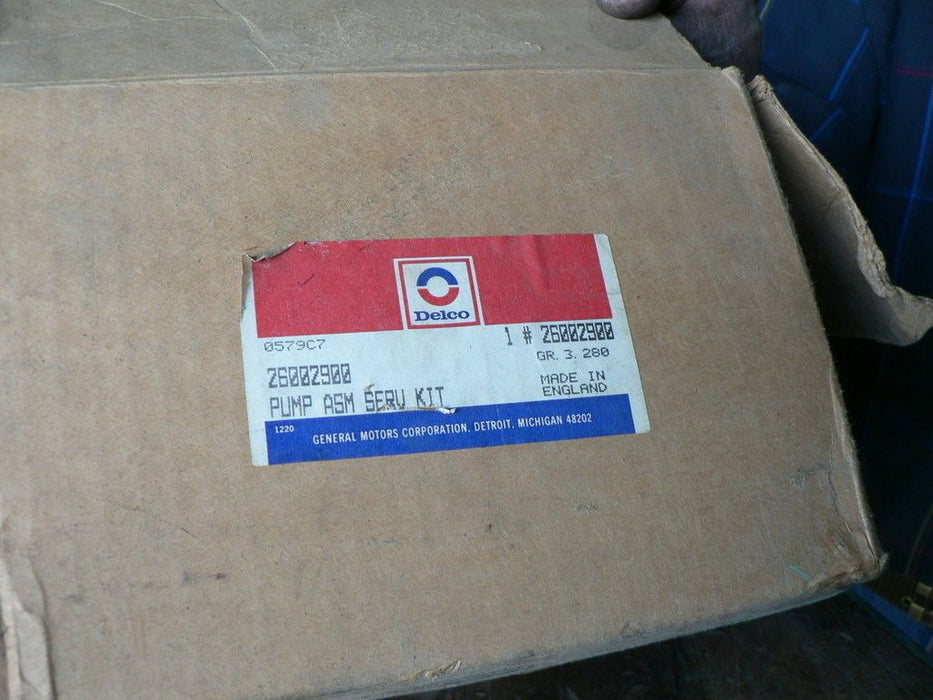 Delco
0579C7
1 # 26002900
GR. 3. 280
26002900
MADE IN
ENGLAND
PUMP ASM SERV KIT
1220
GENERAL MOTORS CORPORATION, DETROIT, MICHIGAN 48202